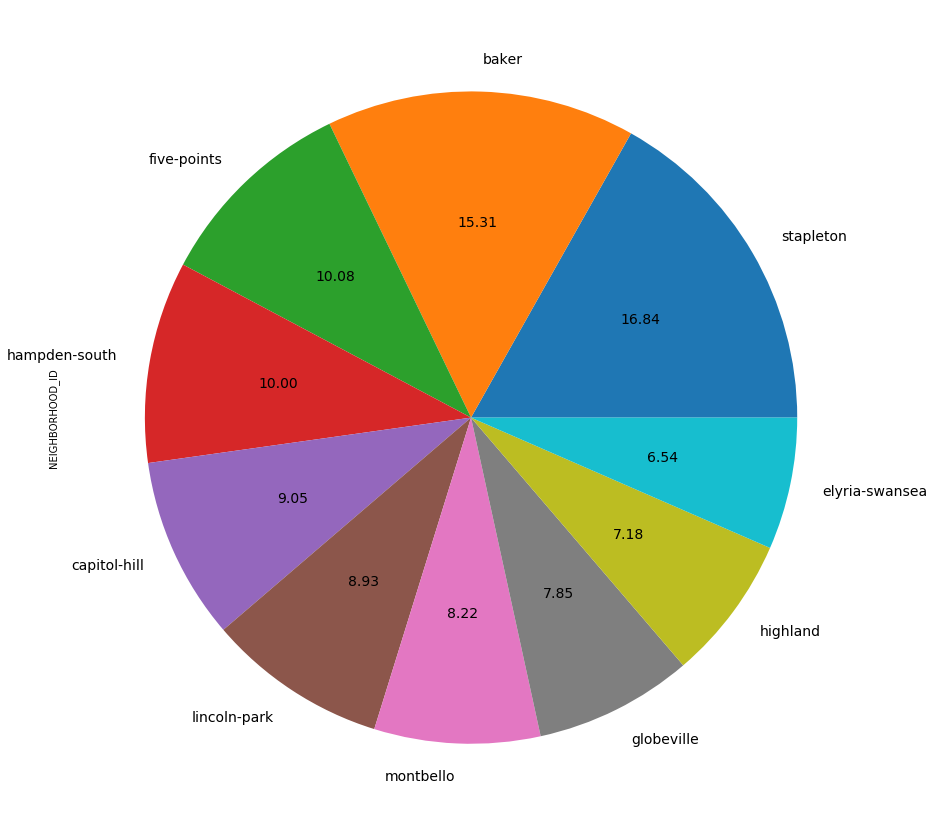 baker
five-points
15.31
stapleton
10.08
16.84
hampden-south
10.00
NEIGHBORHOOD_ID
6.54
elyria-swansea
9.05
7.18
capitol-hill
8.93
7.85
8.22
highland
lincoln-park
globeville
montbello